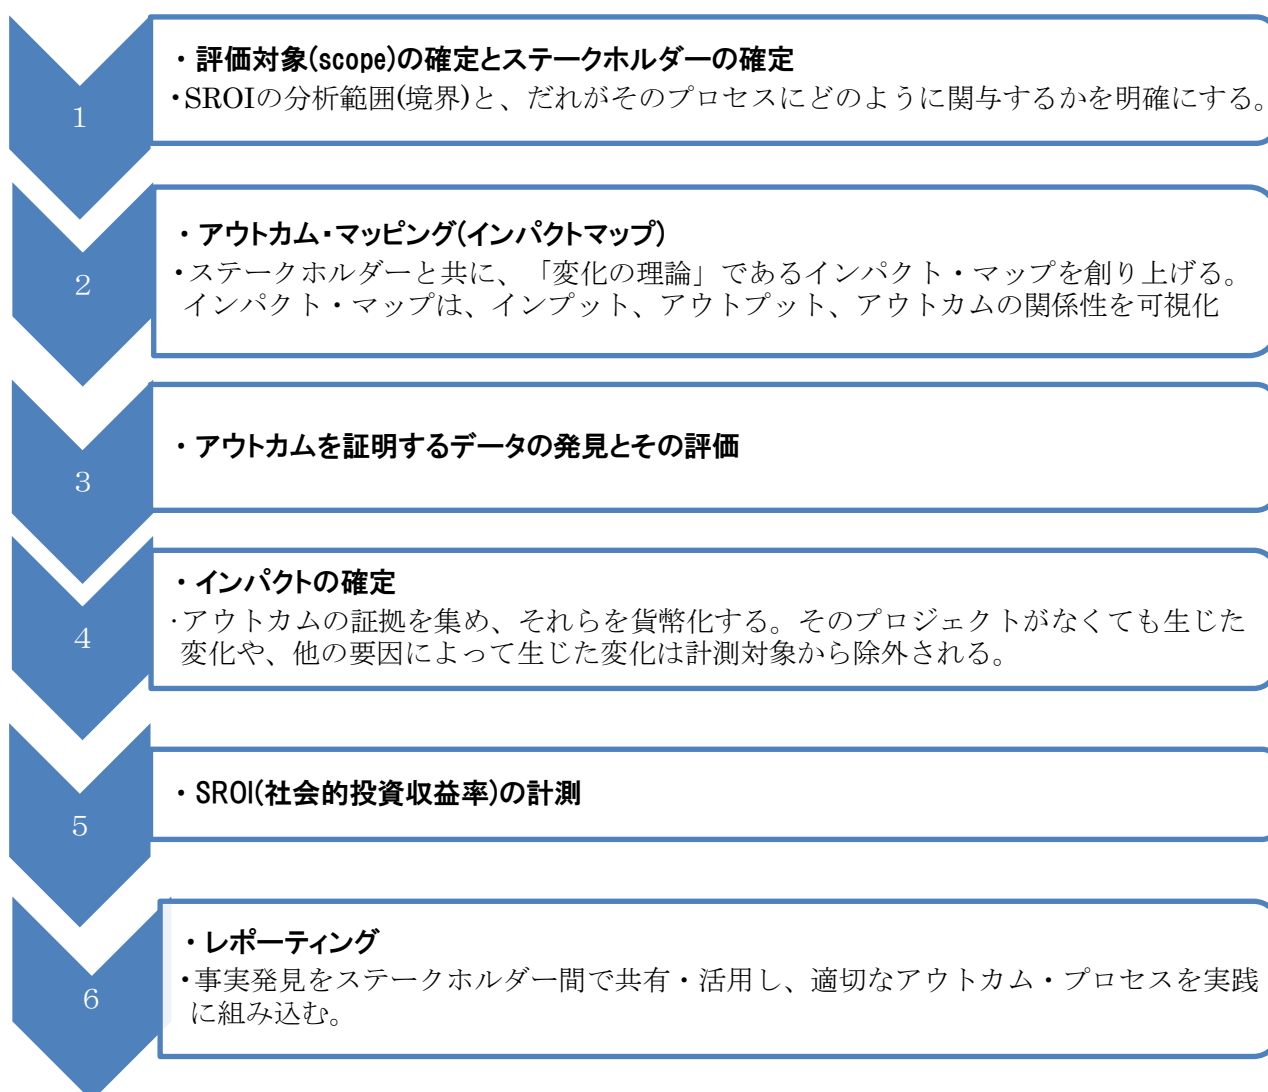 1
・評価対象(scope)の確定とステークホルダーの確定
・SROIの分析範囲(境界)と、だれがそのプロセスにどのように関与するかを明確にする。
2
・アウトカム・マッピング(インパクトマップ)
・ステークホルダーと共に、「変化の理論」であるインパクト・マップを創り上げる。
インパクト・マップは、インプット、アウトプット、アウトカムの関係性を可視化
3
・アウトカムを証明するデータの発見とその評価
4
・インパクトの確定
・アウトカムの証拠を集め、それらを貨幣化する。そのプロジェクトがなくても生じた
変化や、他の要因によって生じた変化は計測対象から除外される。
5
・SROI(社会的投資収益率)の計測
6
・レポーティング
・事実発見をステークホルダー間で共有・活用し、適切なアウトカム・プロセスを実践
に組み込む。